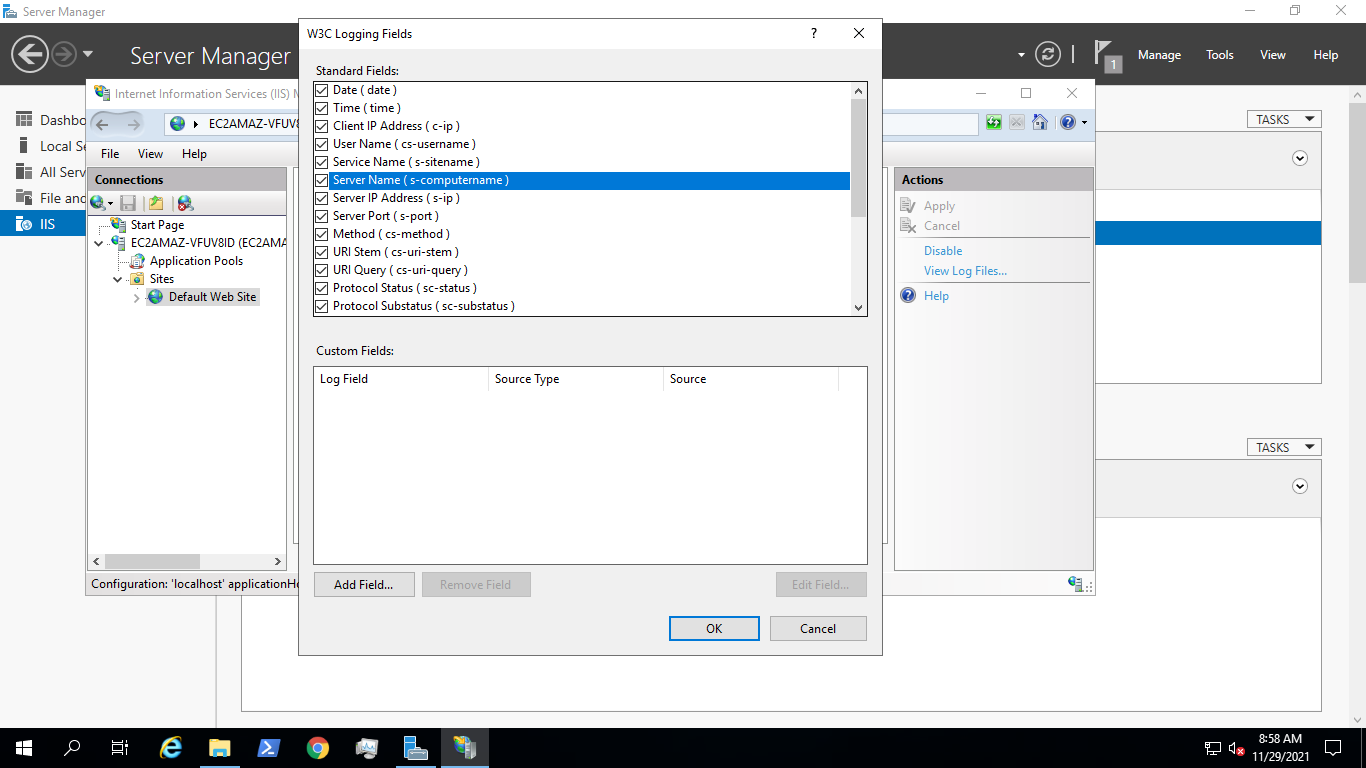 Server Manager
Server Manager
1
Manage
Tools
View
Help
Local
All Serv
File and
IIS
TASKS
TASKS
Internet Information Services (IIS)
EC2AMAZ-VFUV8
File
View
Help
Connections
Start Page
EC2AMAZ-VFUV8ID (EC2AMA
Application Pools
Sites
Default Web Site
Configuration: 'localhost'
Actions
Apply
Cancel
Disable
View Log Files...
Help
W3C Logging Fields
?
Standard Fields:
Date ( date )
Time ( time )
Client IP Address ( c-ip )
User Name ( cs-username )
Service Name ( s-sitename )
Server Name ( s-computername )
Server IP Address ( s-ip )
Server Port ( s-port )
Method ( cs-method )
URI Stem ( cs-uri-stem )
URI Query ( cs-uri-query )
Protocol Status ( sc-status )
Protocol Substatus ( sc-substatus )
Custom Fields:
Log Field
Source Type
Source
Add Field...
Remove Field
Edit Field...
OK
Cancel
8:58 AM
11/29/2021